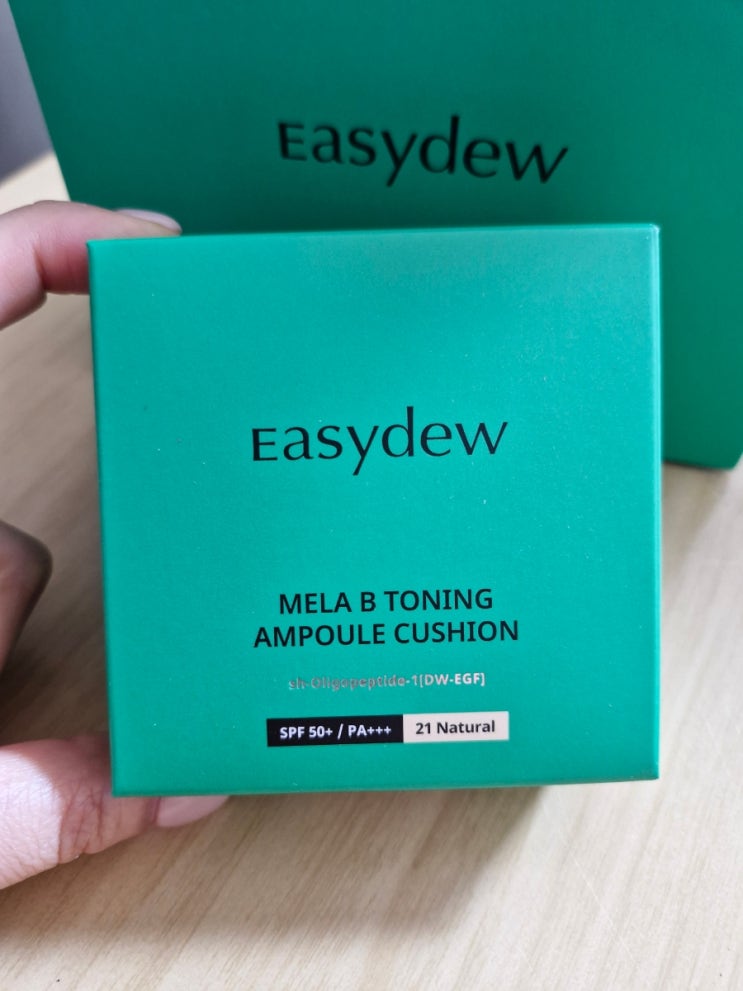 Easydew
Easydew
MELA B TONING
AMPOULE CUSHION
sh-Oligopeptide-1[DW-EGF]
SPF 50+ / PA+++ 21 Natural